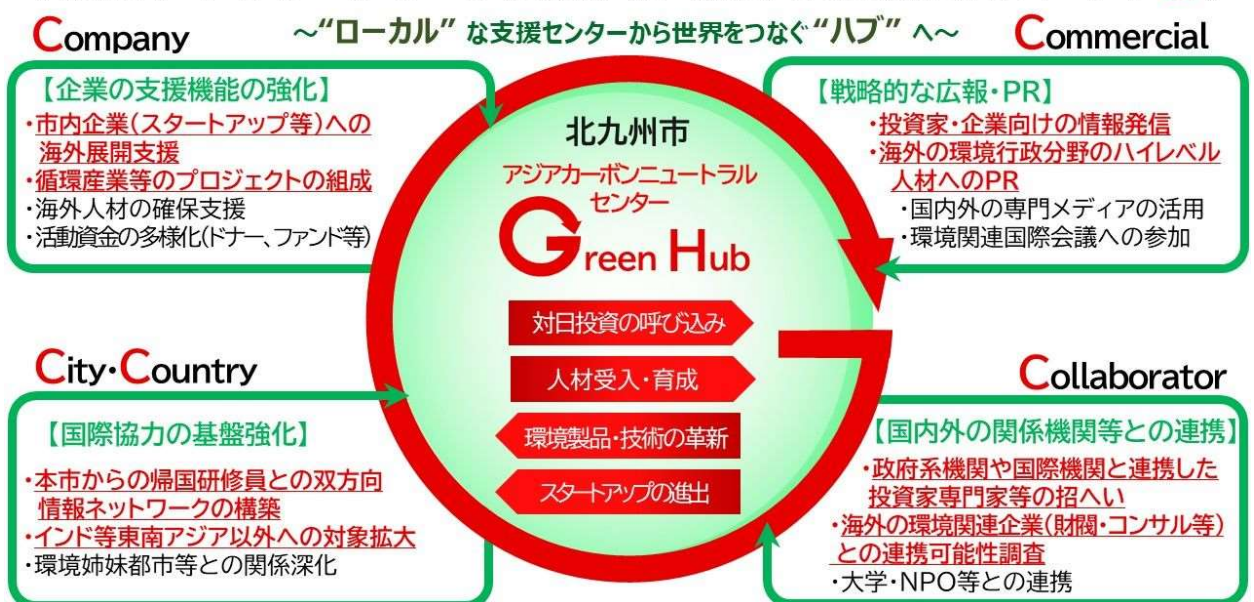 ～“ローカル” な支援センターから世界をつなぐ“ハブ” へ～
Company
【企業の支援機能の強化】
・市内企業(スタートアップ等)への
海外展開支援
・循環産業等のプロジェクトの組成
・海外人材の確保支援
・活動資金の多様化(ドナー、ファンド等)
Commercial
【戦略的な広報・PR】
・投資家・企業向けの情報発信
・海外の環境行政分野のハイレベル
人材へのPR
・国内外の専門メディアの活用
・環境関連国際会議への参加
北九州市
アジアカーボンニュートラル
センター
Green Hub
対日投資の呼び込み
人材受入・育成
環境製品・技術の革新
スタートアップの進出
City・Country
【国際協力の基盤強化】
・本市からの帰国研修員との双方向
情報ネットワークの構築
・インド等東南アジア以外への対象拡大
・環境姉妹都市等との関係深化
Collaborator
【国内外の関係機関等との連携】
・政府系機関や国際機関と連携した
投資家専門家等の招へい
・海外の環境関連企業(財閥・コンサル等)
との連携可能性調査
・大学・NPO等との連携